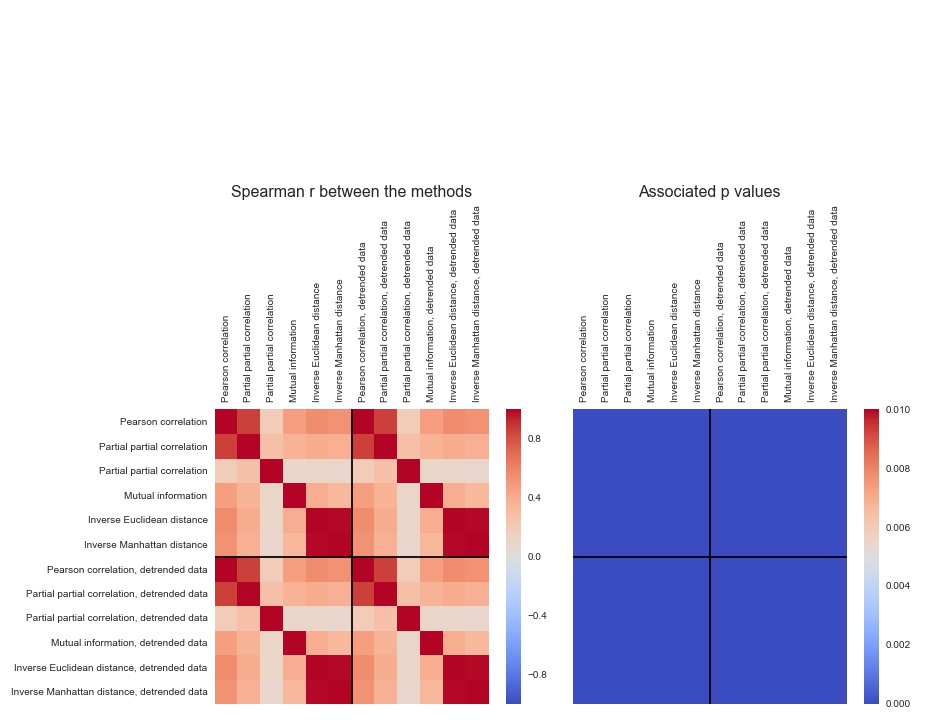 Spearman r between the methods
Associated p values
Pearson correlation
Partial partial correlation
Partial partial correlation
Mutual information
Inverse Euclidean distance
Inverse Manhattan distance
Pearson correlation, detrended data
Partial partial correlation, detrended data
Partial partial correlation, detrended data
Mutual information, detrended data
Inverse Euclidean distance, detrended data
Inverse Manhattan distance, detrended data
Pearson correlation
Partial partial correlation
Partial partial correlation
Mutual information
Inverse Euclidean distance
Inverse Manhattan distance
Pearson correlation, detrended data
Partial partial correlation, detrended data
Partial partial correlation, detrended data
Mutual information, detrended data
Inverse Euclidean distance, detrended data
Inverse Manhattan distance, detrended data
Pearson correlation
Partial partial correlation
Partial partial correlation
Mutual information
Inverse Euclidean distance
Inverse Manhattan distance
Pearson correlation, detrended data
Partial partial correlation, detrended data
Partial partial correlation, detrended data
Mutual information, detrended data
Inverse Euclidean distance, detrended data
Inverse Manhattan distance, detrended data
0.8
0.4
0.0
−0.4
−0.8
0.010
0.008
0.006
0.004
0.002
0.000